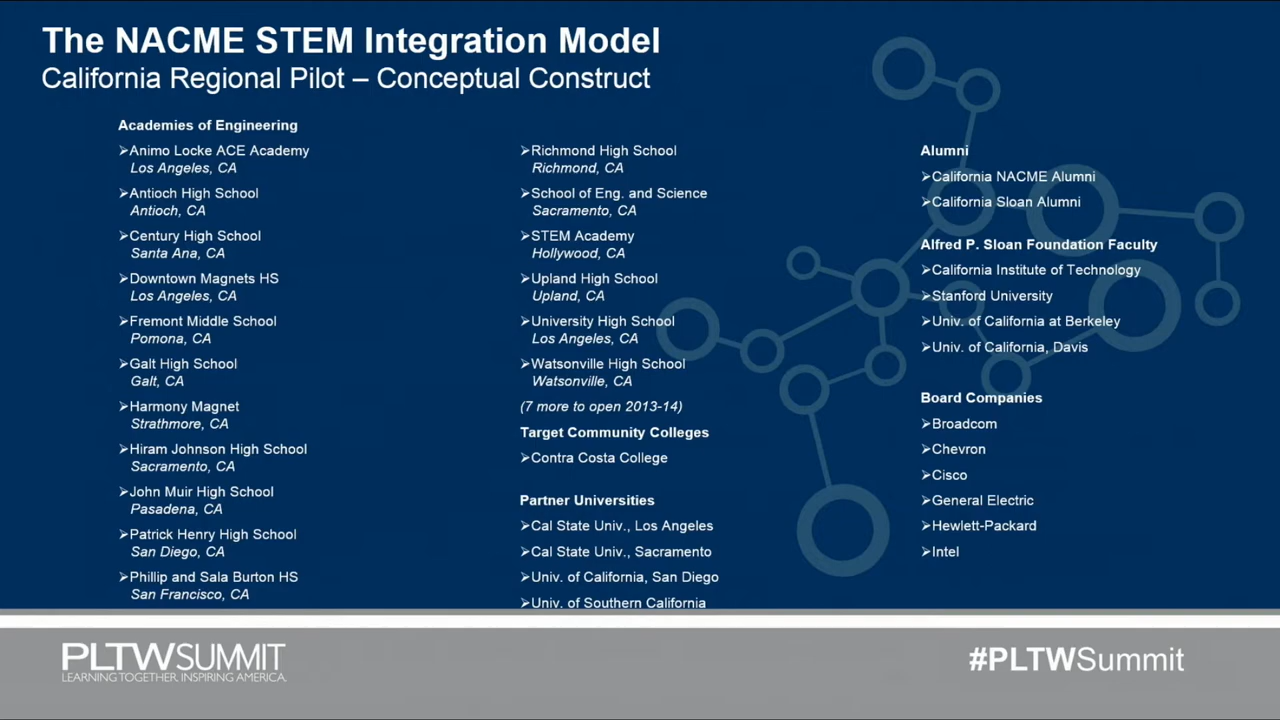 The NACME STEM Integration Model
California Regional Pilot – Conceptual Construct
Academies of Engineering
➢Animo Locke ACE Academy
Los Angeles, CA
➢Antioch High School
Antioch, CA
➢Century High School
Santa Ana, CA
➢Downtown Magnets HS
Los Angeles, CA
➢Fremont Middle School
Pomona, CA
➢Galt High School
Galt, CA
➢Harmony Magnet
Strathmore, CA
➢Hiram Johnson High School
Sacramento, CA
➢John Muir High School
Pasadena, CA
➢Patrick Henry High School
San Diego, CA
➢Phillip and Sala Burton HS
San Francisco, CA
➢Richmond High School
Richmond, CA
➢School of Eng. and Science
Sacramento, CA
➢STEM Academy
Hollywood, CA
➢Upland High School
Upland, CA
➢University High School
Los Angeles, CA
➢Watsonville High School
Watsonville, CA
(7 more to open 2013-14)
Target Community Colleges
➢Contra Costa College
Partner Universities
➢Cal State Univ., Los Angeles
➢Cal State Univ., Sacramento
➢Univ. of California, San Diego
➢Univ. of Southern California
Alumni
➢California NACME Alumni
➢California Sloan Alumni
Alfred P. Sloan Foundation Faculty
➢California Institute of Technology
➢Stanford University
➢Univ. of California at Berkeley
➢Univ. of California, Davis
Board Companies
➢Broadcom
➢Chevron
➢Cisco
➢General Electric
➢Hewlett-Packard
➢Intel
PLTWSUMMIT
LEARNING TOGETHER. INSPIRING AMERICA.
#PLTWSummit